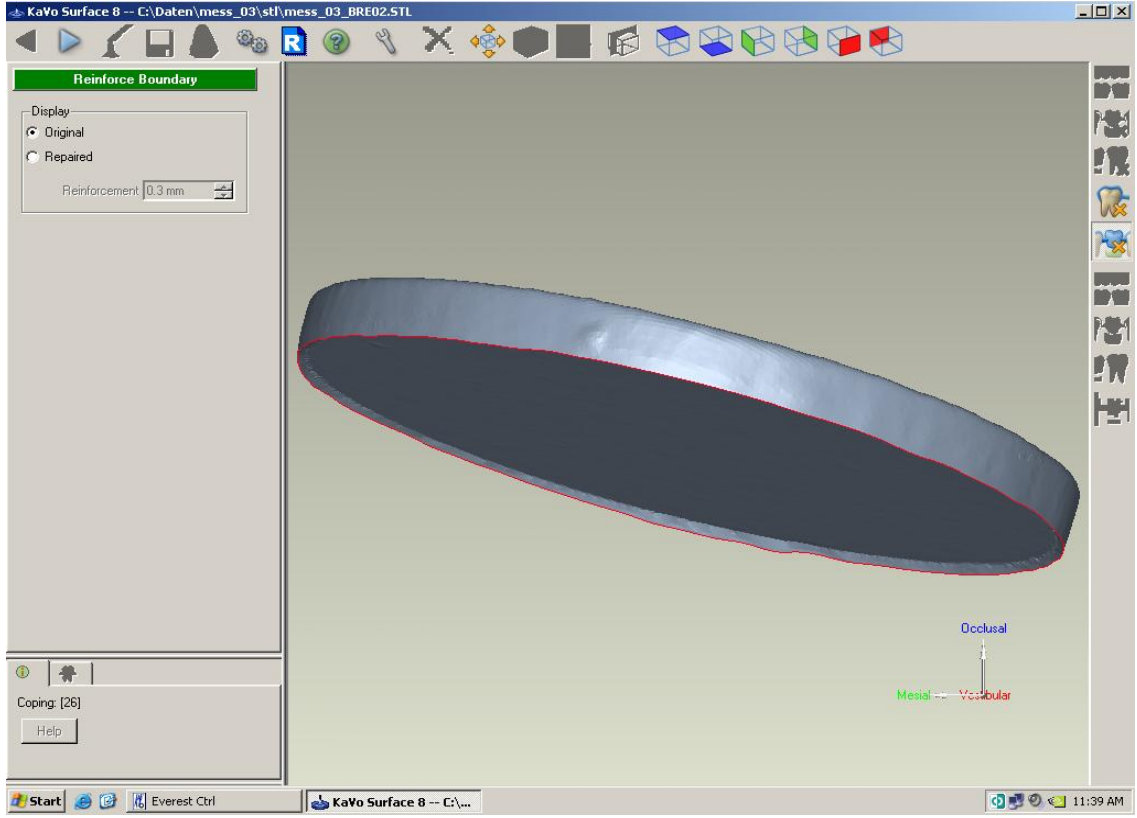 KaVo Surface 8 -- C:\Daten\mess_03\stl\mess_03_BRE02.STL
R
?
Reinforce Boundary
Display
Original
Repaired
Reinforcement 0.3 mm
Occlusal
Mesial Vestibular
Coping: [26]
Help
Start
Everest Ctrl
KaVo Surface 8 -- C:\...
11:39 AM